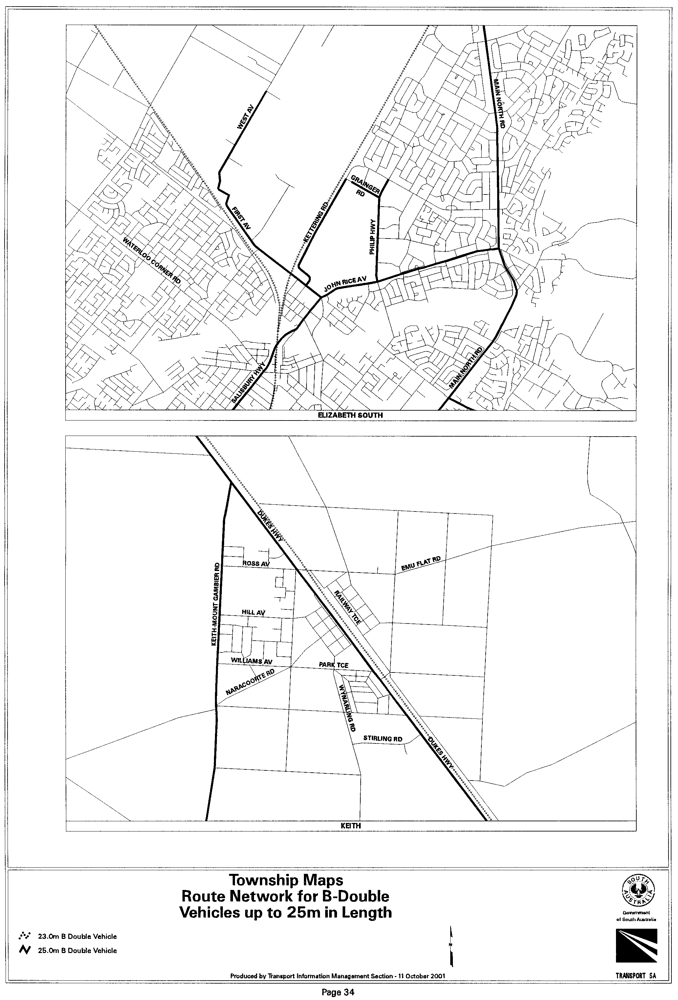 MAIN NORTH RD
WEST AV
GRAINGER
RD
KETTERING RD
FIRST AV
PHILIP HWY
WATERLOO CORNER RD
JOHN RICE AV
SALISBURY HWY
MAIN NORTH RD
ELIZABETH SOUTH
DUKES HWY
ROSS AV
EMU FLAT RD
KEITH-MOUNT GAMBIER RD
RAILWAY TCE
HILL AV
WILLIAMS AV
PARK TCE
NARACOORTE RD
WYNARLING RD
STIRLING RD
DUKES HWY
KEITH
Township Maps
Route Network for B-Double
Vehicles up to 25m in Length
SOUTH
AUSTRALIA
Government
of South Australia
23.0m B Double Vehicle
25.0m B Double Vehicle
N
Produced by Transport Information Management Section - 11 October 2001
TRANSPORT SA
Page 34